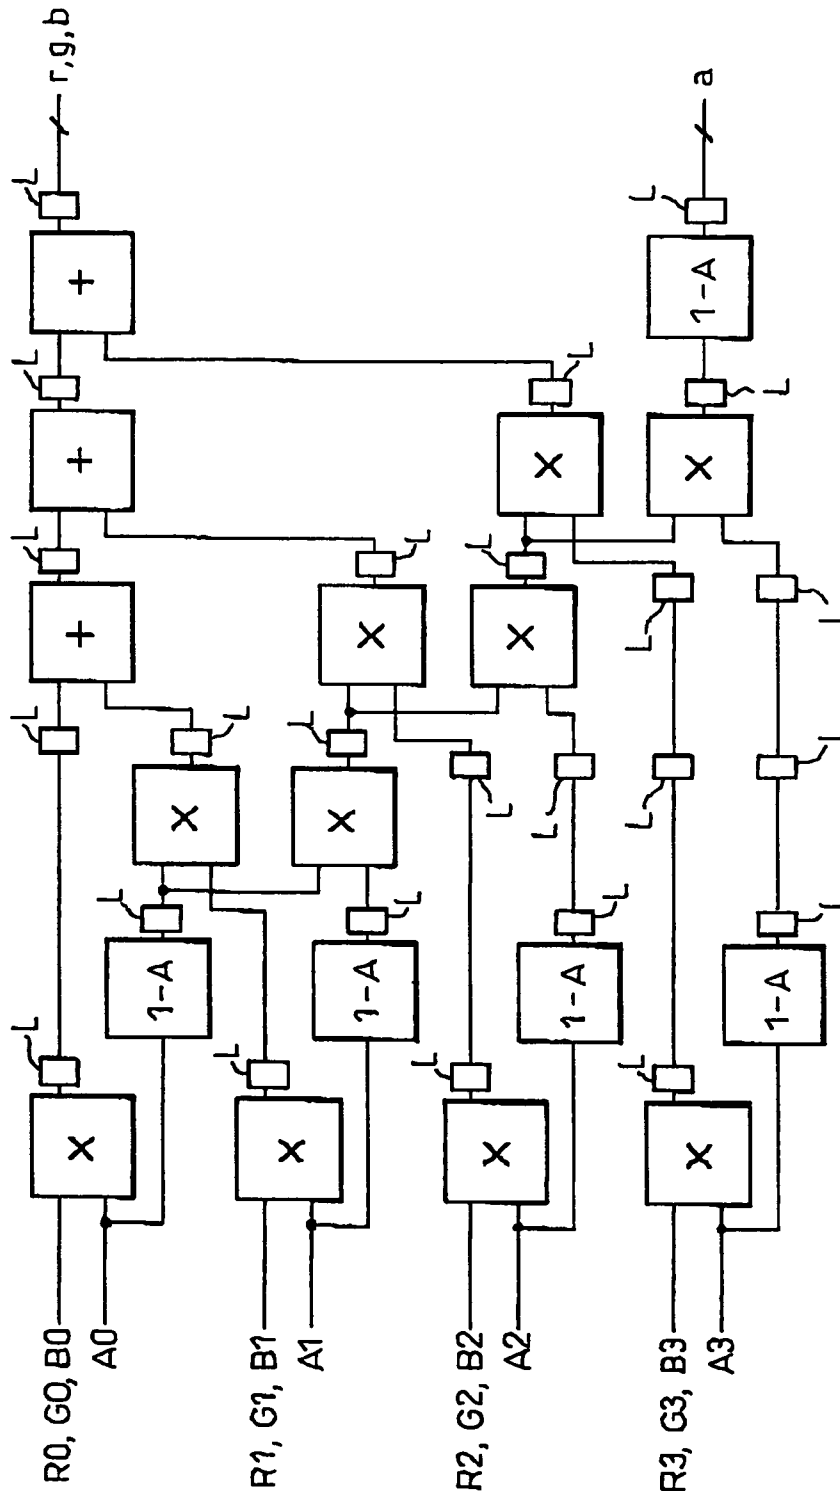 R0, G0, B0
X
L
L
+
L
+
L
+
L
r,g,b
A0
1-A
L
X
L
R1, G1, B1
X
L
A1
1-A
L
X
L
X
L
R2, G2, B2
X
L
L
A2
1-A
L
L
X
L
X
L
R3, G3, B3
X
L
L
L
X
L
1-A
L
a
A3
1-A
L
L
L